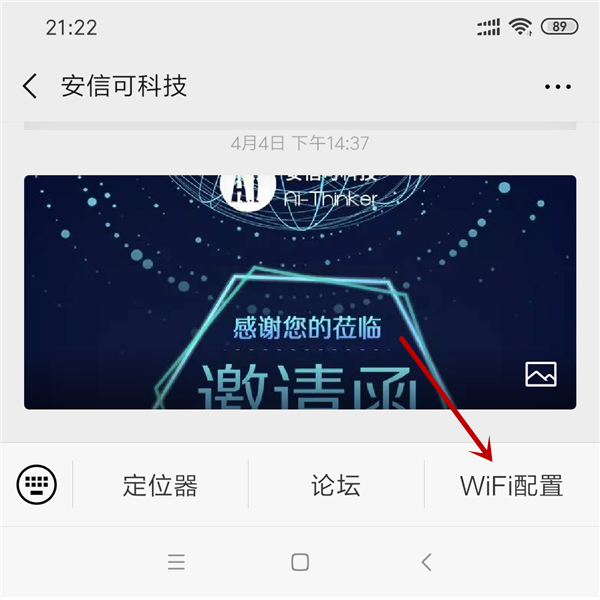 21:22
89
安信可科技
4月4日 下午14:37
安信可科技
AI
Ai-Thinker
感谢您的莅临
邀请函
定位器
论坛
WiFi配置